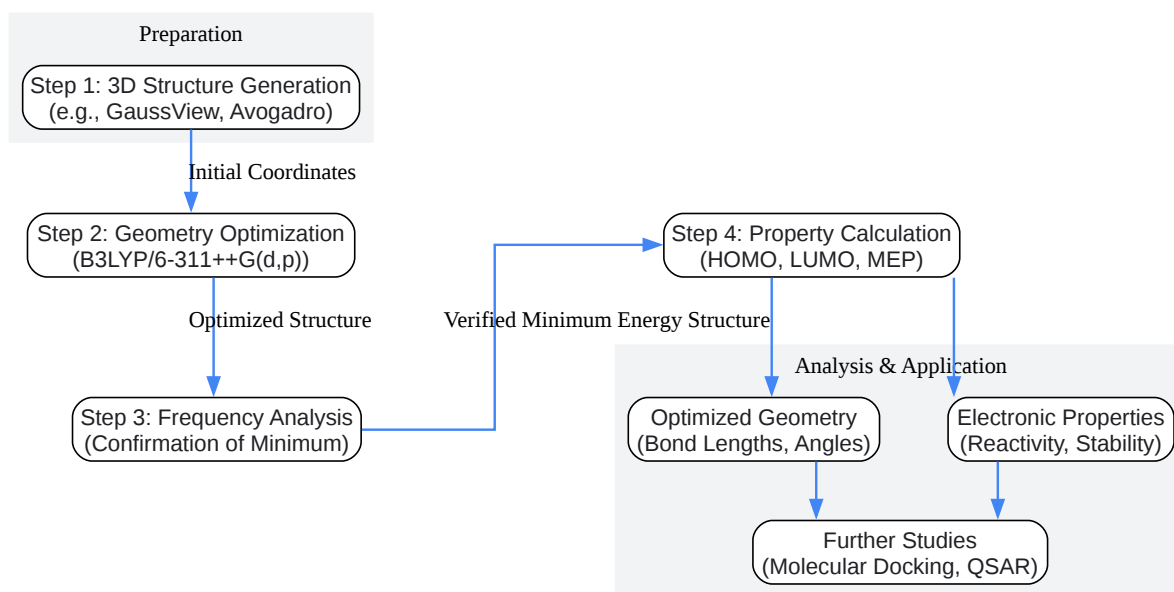 Preparation
Step 1: 3D Structure Generation
(e.g., GaussView, Avogadro)
Initial Coordinates
Step 2: Geometry Optimization
(B3LYP/6-311++G(d,p))
Optimized Structure
Step 3: Frequency Analysis
(Confirmation of Minimum)
Verified Minimum Energy Structure
Step 4: Property Calculation
(HOMO, LUMO, MEP)
Analysis & Application
Optimized Geometry
(Bond Lengths, Angles)
Electronic Properties
(Reactivity, Stability)
Further Studies
(Molecular Docking, QSAR)